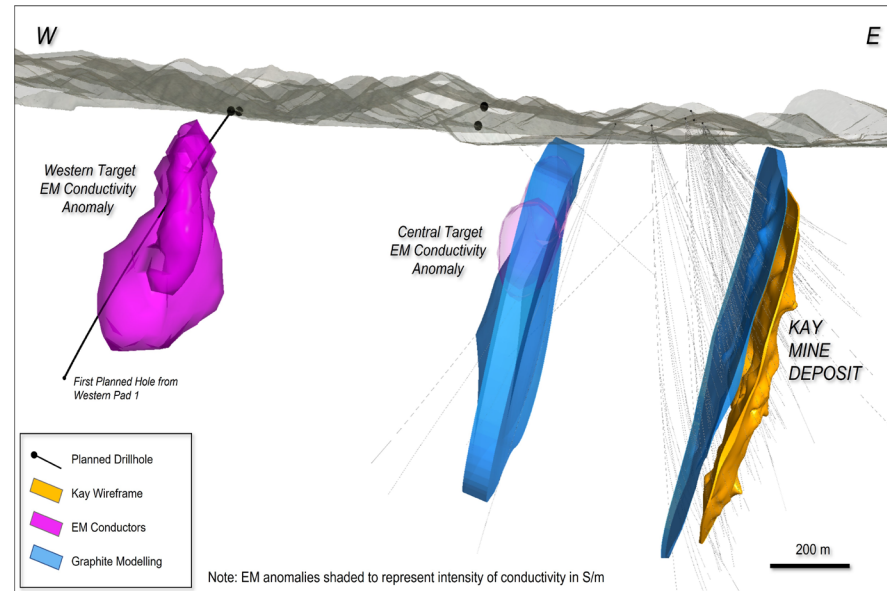 W
E
Western Target
EM Conductivity
Anomaly
Central Target
EM Conductivity
Anomaly
KAY
MINE
DEPOSIT
First Planned Hole from
Western Pad 1
Planned Drillhole
Kay Wireframe
EM Conductors
Graphite Modelling
200 m
Note: EM anomalies shaded to represent intensity of conductivity in S/m